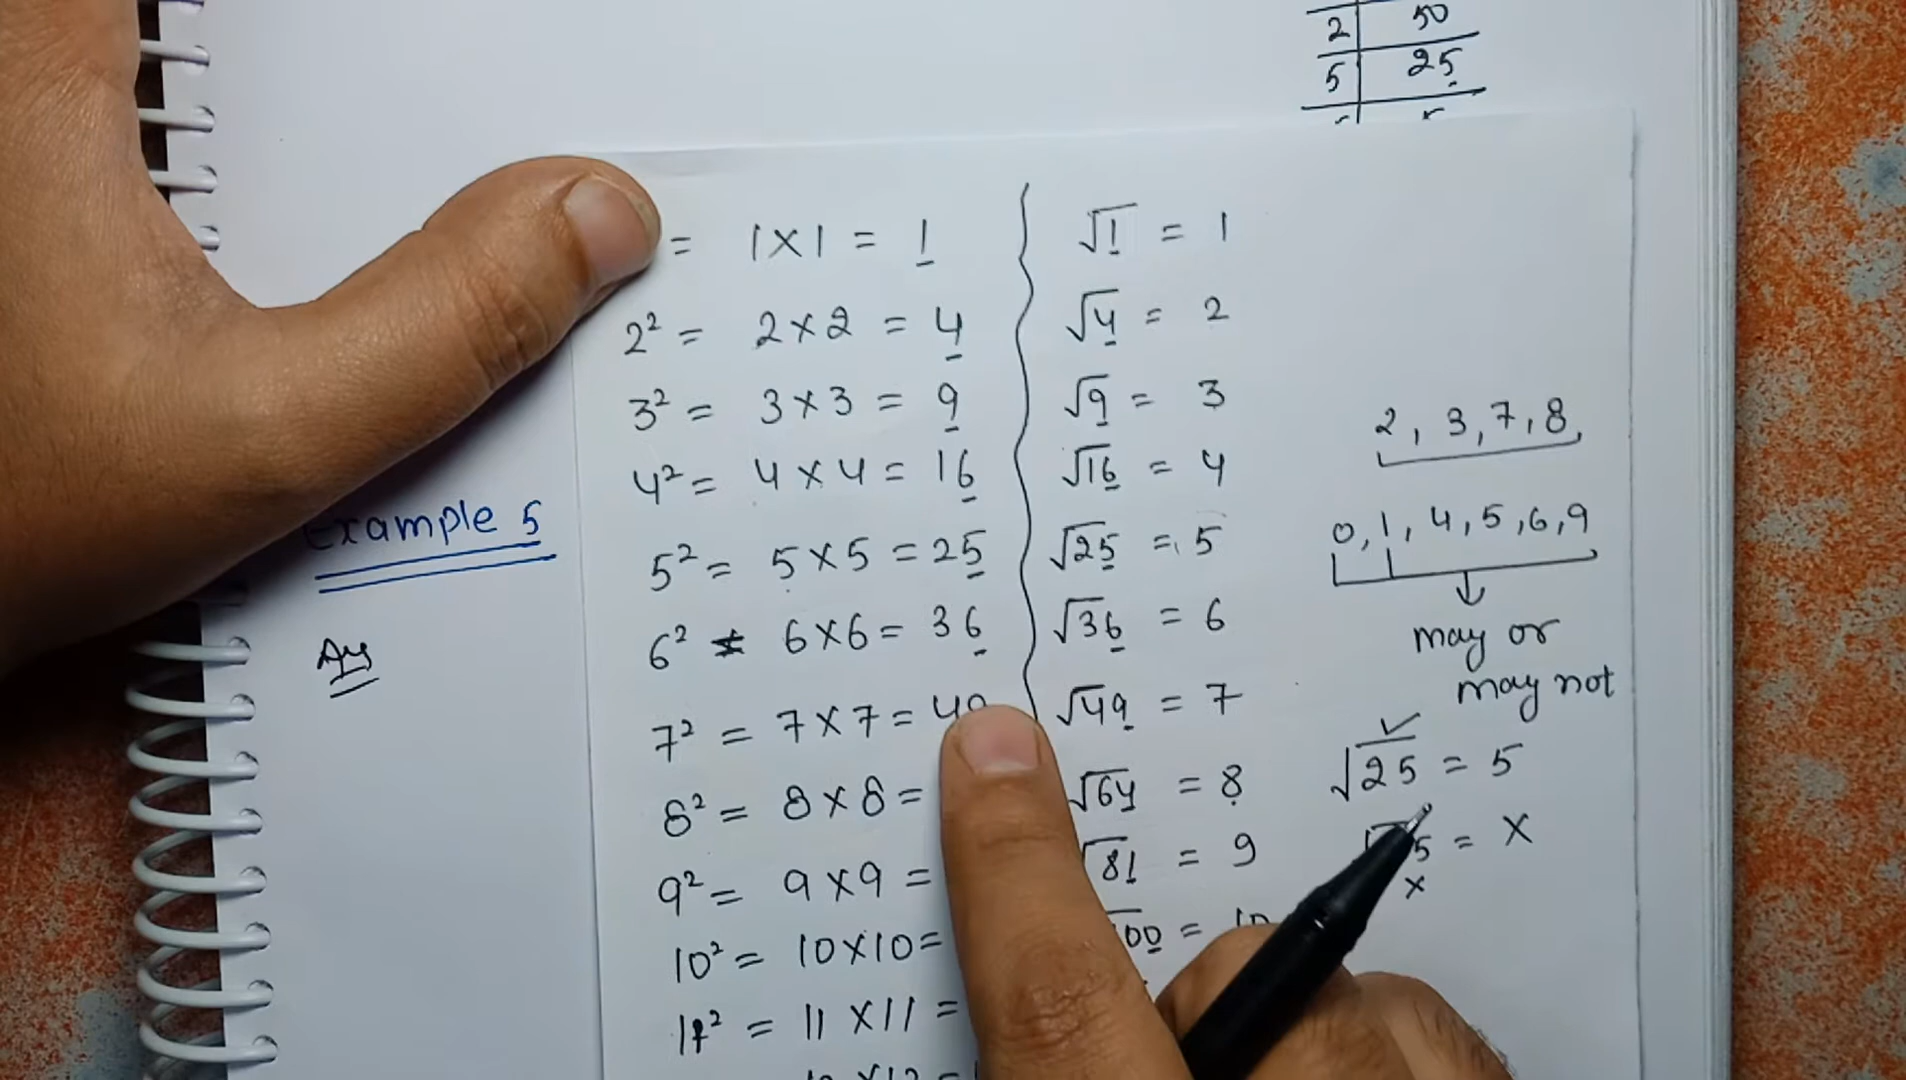 2 50
5 25
= 1×1 = 1
2² = 2×2 = 4
3² = 3×3 = 9
4² = 4×4 = 16
5² = 5×5 = 25
6² = 6×6 = 36
7² = 7×7 = 49
8² = 8×8 =
9² = 9×9 =
10² = 10×10 =
11² = 11×11 =
√1 = 1
√4 = 2
√9 = 3
√16 = 4
√25 = 5
√36 = 6
√49 = 7
√64 = 8
√81 = 9
00 = 10
2, 3, 7, 8,
0, 1, 4, 5, 6, 9
may or
may not
✓
√25 = 5
5 = ×
×
Example 5
Ans